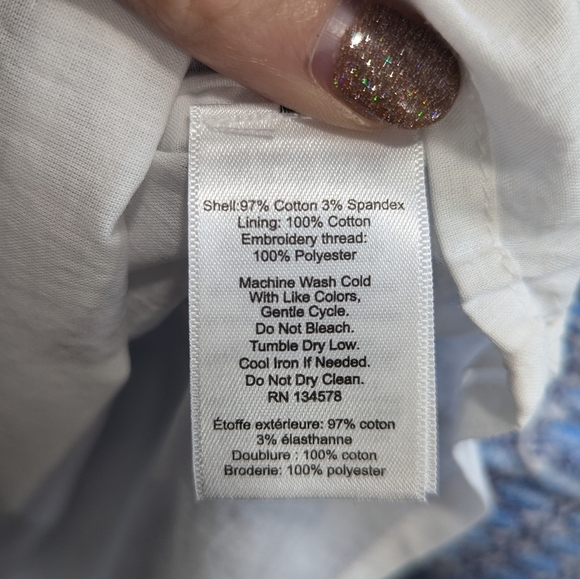 Shell:97% Cotton 3% Spandex
Lining: 100% Cotton
Embroidery thread:
100% Polyester
Machine Wash Cold
With Like Colors,
Gentle Cycle.
Do Not Bleach.
Tumble Dry Low.
Cool Iron If Needed.
Do Not Dry Clean.
RN 134578
Étoffe extérieure: 97% coton
3% élasthanne
Doublure : 100% coton
Broderie: 100% polyester